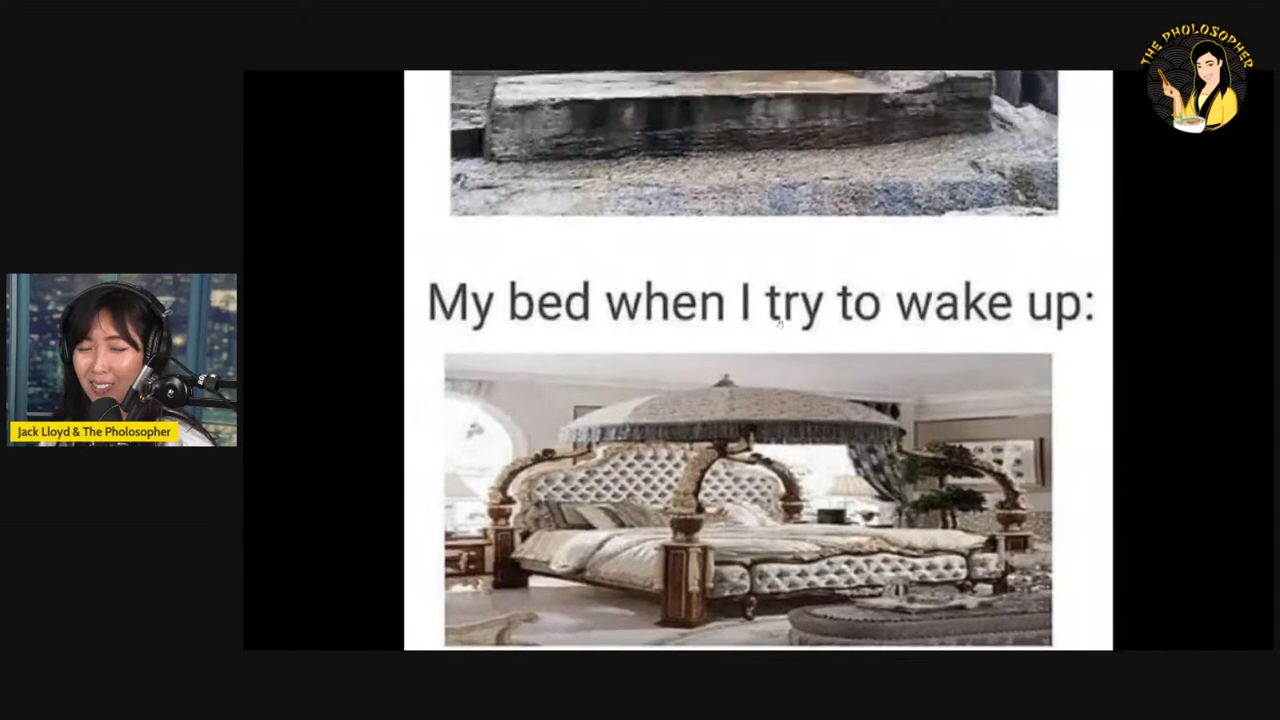 THE PHOLOSOPHER
My bed when I try to wake up:
Jack Lloyd & The Pholosopher